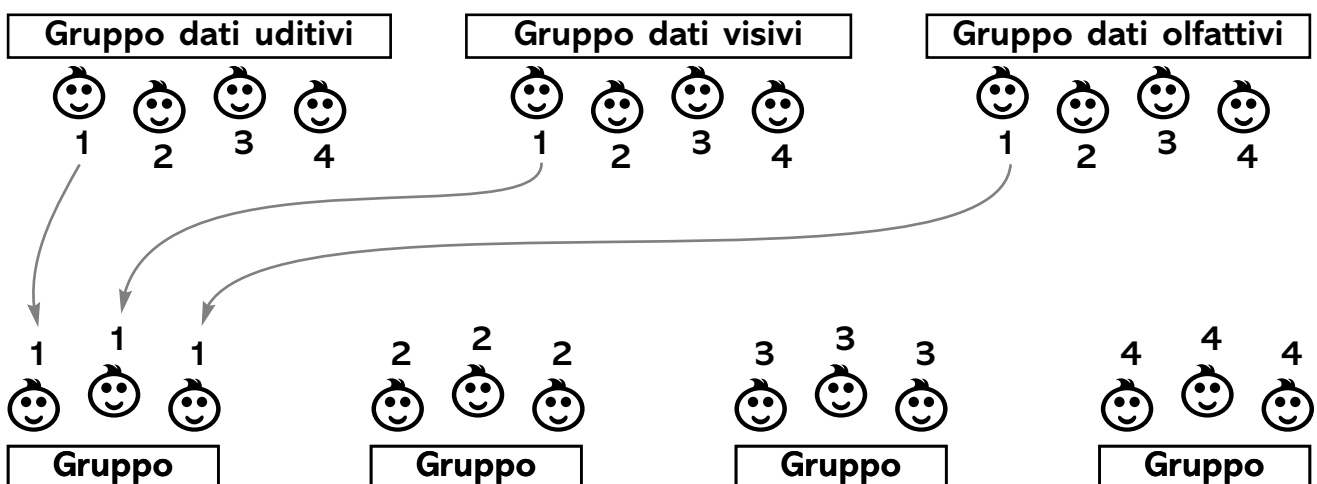 Gruppo dati uditivi
Gruppo dati visivi
Gruppo dati olfattivi
1 2 3 4
1 2 3 4
1 2 3 4
1 1 1
2 2 2
3 3 3
4 4 4
Gruppo
Gruppo
Gruppo
Gruppo